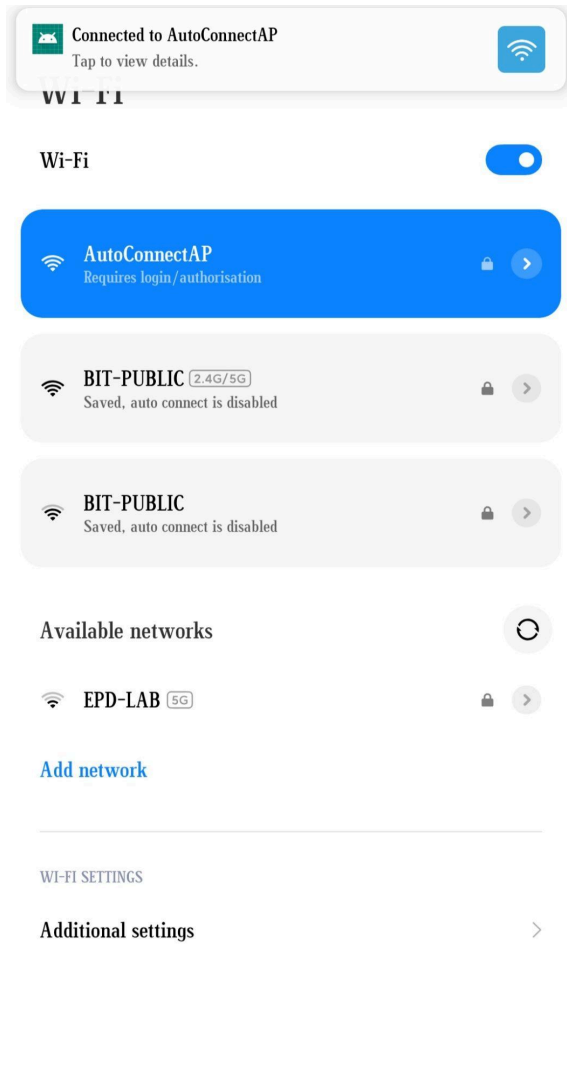 Connected to AutoConnectAP
Tap to view details.
Wi-Fi
Wi-Fi
AutoConnectAP
Requires login/authorisation
BIT-PUBLIC 2.4G/5G
Saved, auto connect is disabled
BIT-PUBLIC
Saved, auto connect is disabled
Available networks
EPD-LAB 5G
Add network
WI-FI SETTINGS
Additional settings